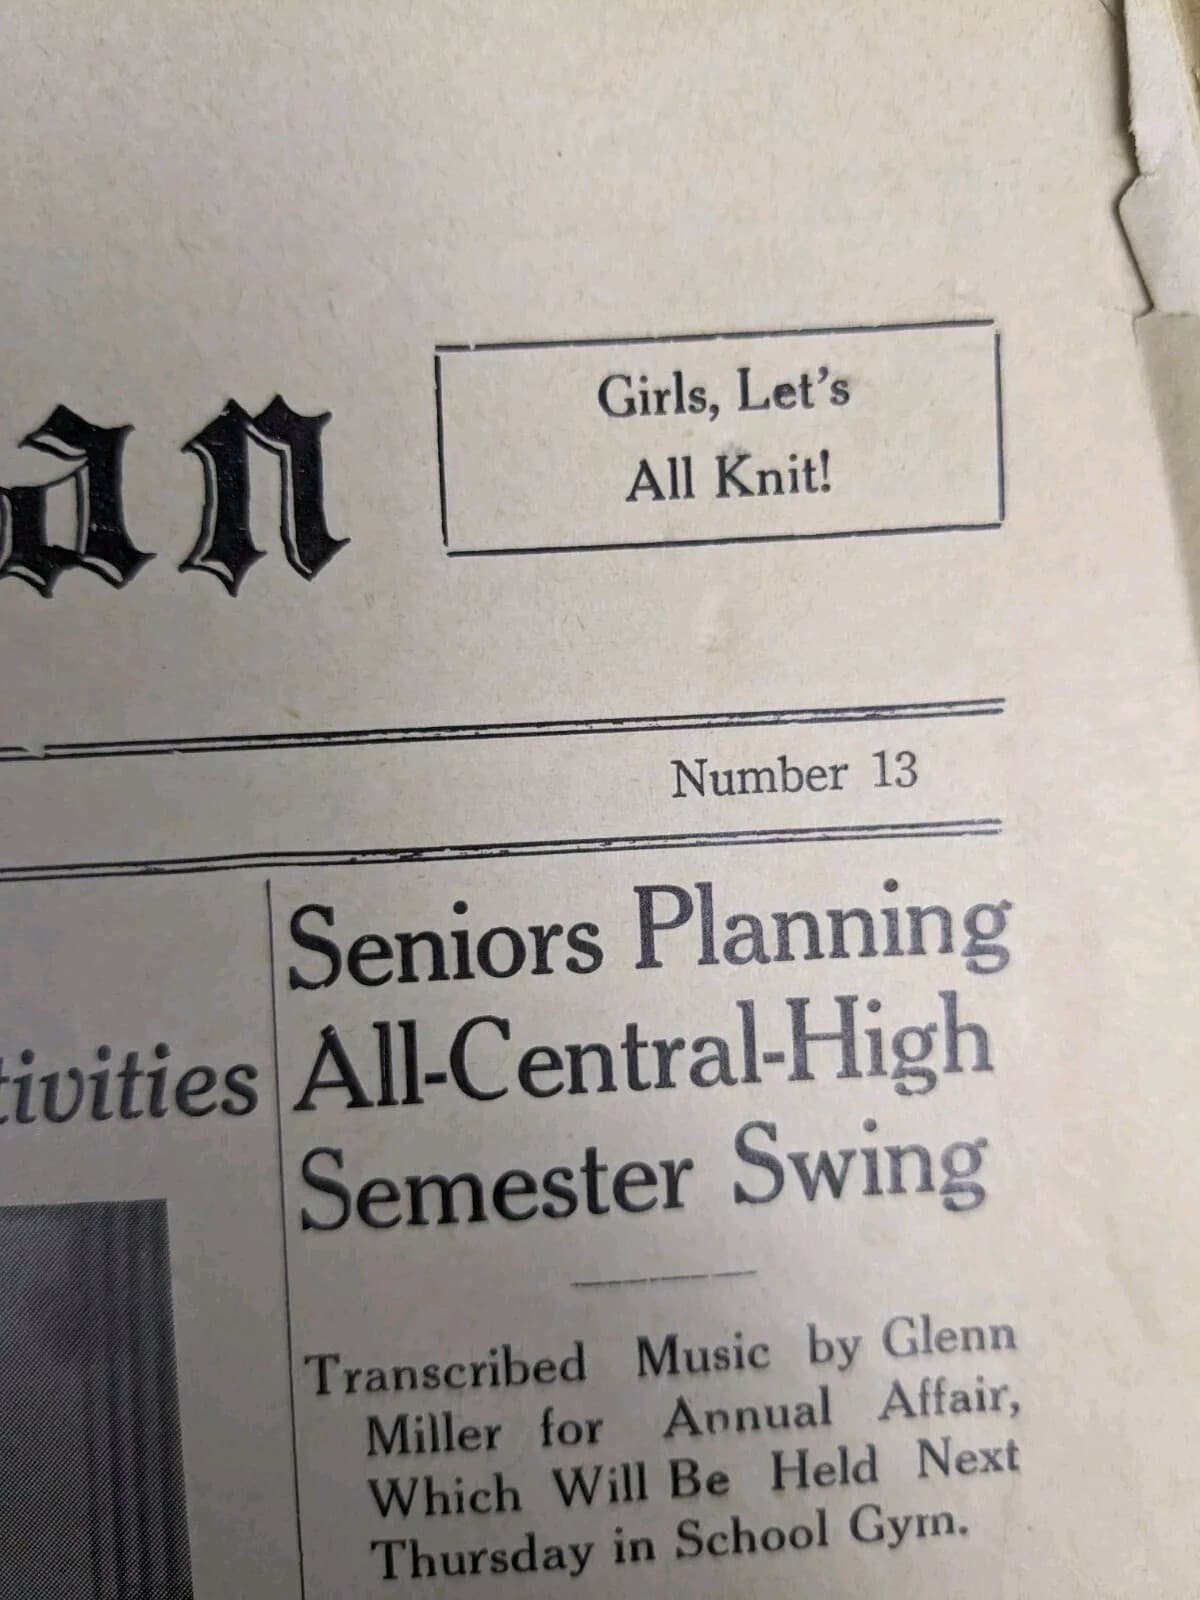 an
Girls, Let's
All Knit!
Number 13
Seniors Planning
All-Central-High
Semester Swing
tivities
Transcribed Music by Glenn
Miller for Annual Affair,
Which Will Be Held Next
Thursday in School Gym.